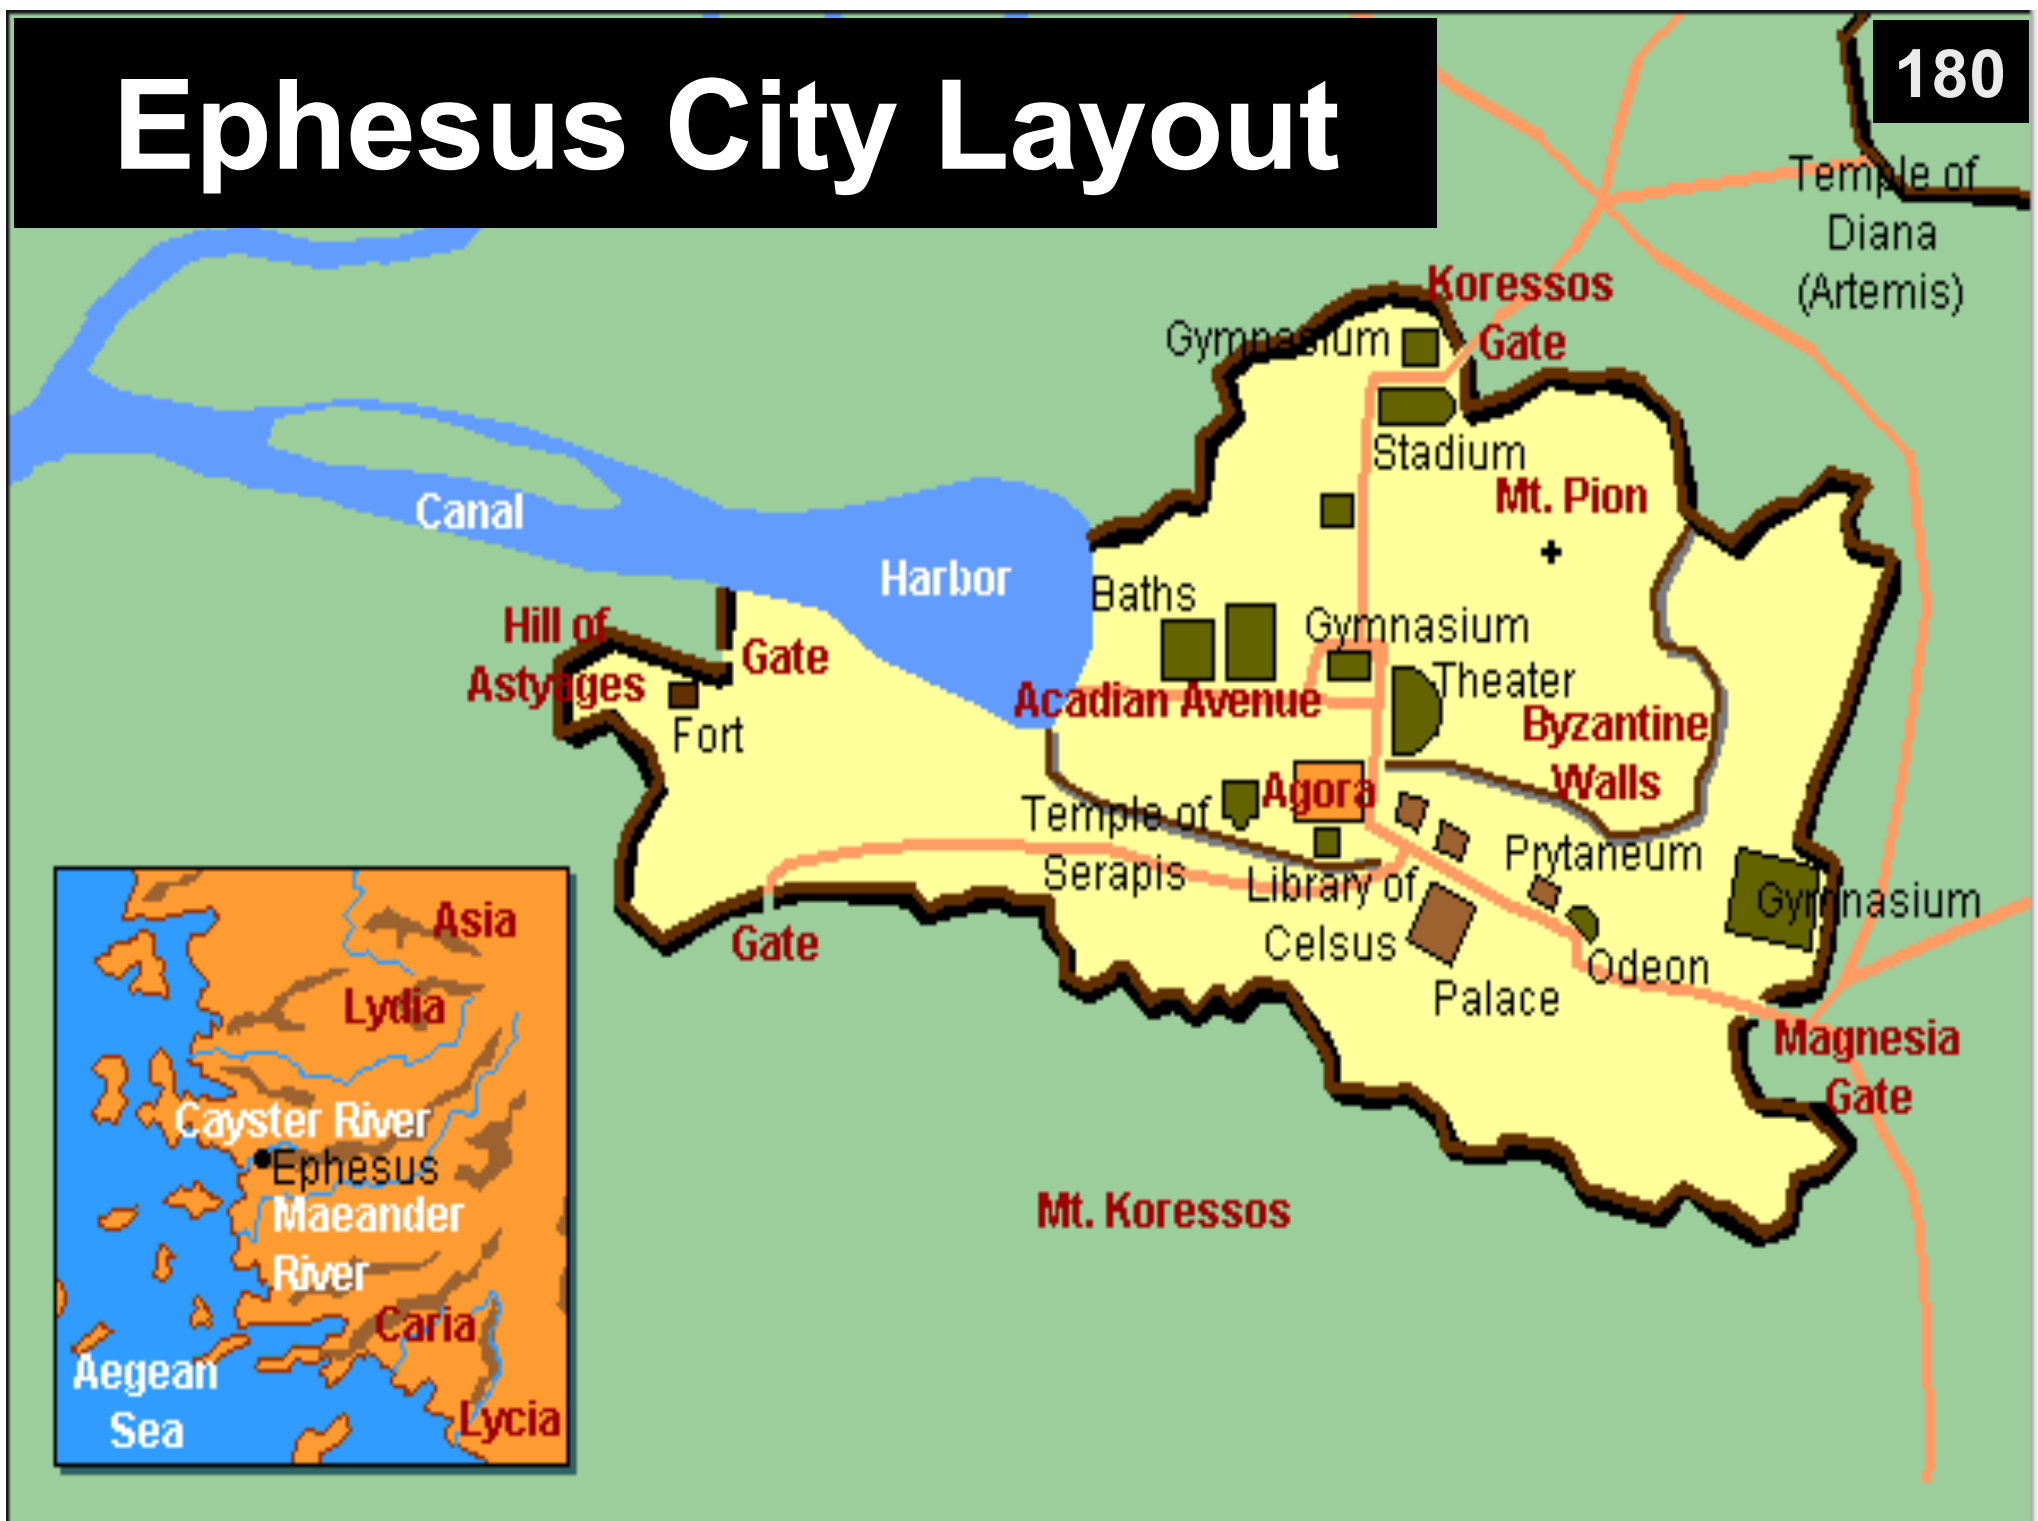 Ephesus City Layout
180
Temple of
Diana
(Artemis)
Koressos
Gate
Gymnasium
Stadium
Mt. Pion
Canal
Harbor
Baths
Gymnasium
Hill of
Astyages
Gate
Fort
Acadian Avenue
Theater
Byzantine
Walls
Agora
Temple of
Serapis
Library of
Celsus
Prytaneum
Gymnasium
Odeon
Palace
Gate
Magnesia
Gate
Mt. Koressos
Asia
Lydia
Cayster River
Ephesus
Maeander
River
Caria
Aegean
Sea
Lycia